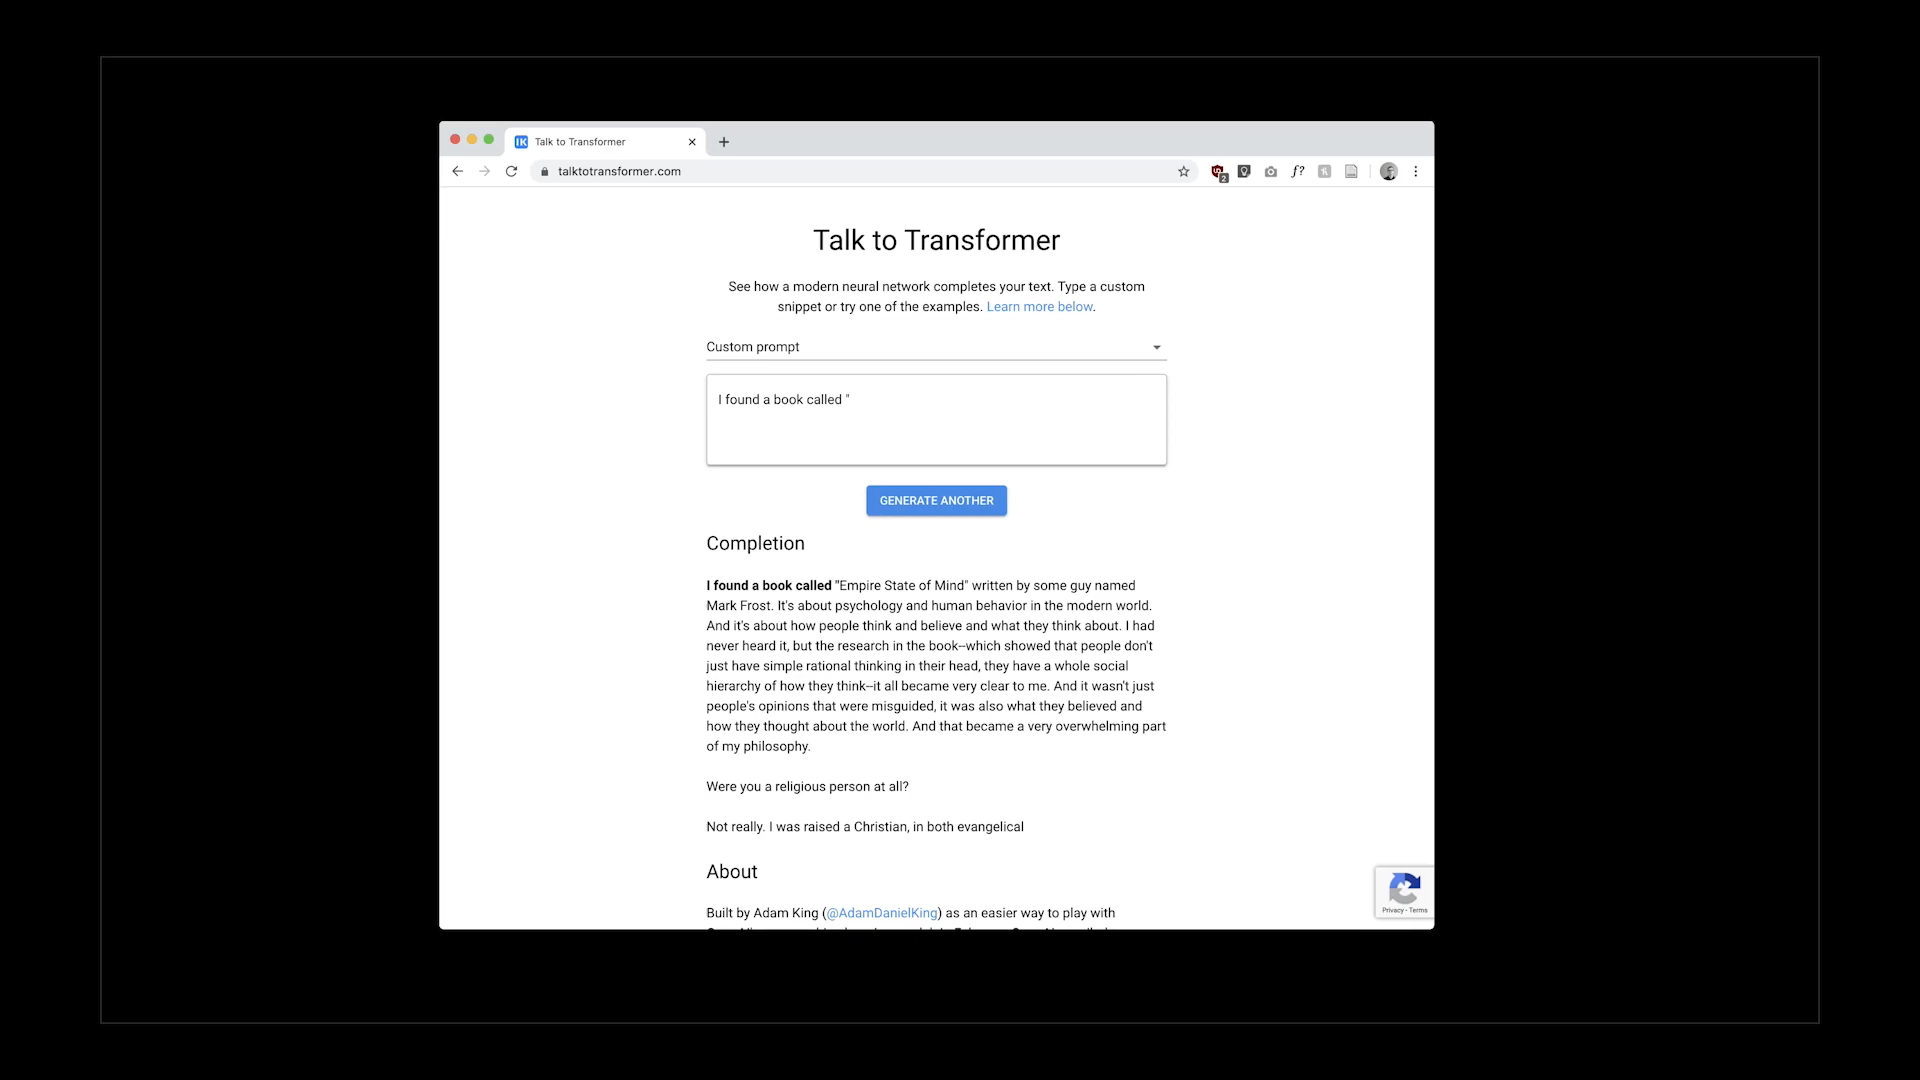 Talk to Transformer
talktotransformer.com
2
f?
Talk to Transformer
See how a modern neural network completes your text. Type a custom
snippet or try one of the examples. Learn more below.
Custom prompt
I found a book called "
GENERATE ANOTHER
Completion
I found a book called "Empire State of Mind" written by some guy named
Mark Frost. It's about psychology and human behavior in the modern world.
And it's about how people think and believe and what they think about. I had
never heard it, but the research in the book--which showed that people don't
just have simple rational thinking in their head, they have a whole social
hierarchy of how they think--it all became very clear to me. And it wasn't just
people's opinions that were misguided, it was also what they believed and
how they thought about the world. And that became a very overwhelming part
of my philosophy.
Were you a religious person at all?
Not really. I was raised a Christian, in both evangelical
About
Built by Adam King (@AdamDanielKing) as an easier way to play with
Privacy - Terms